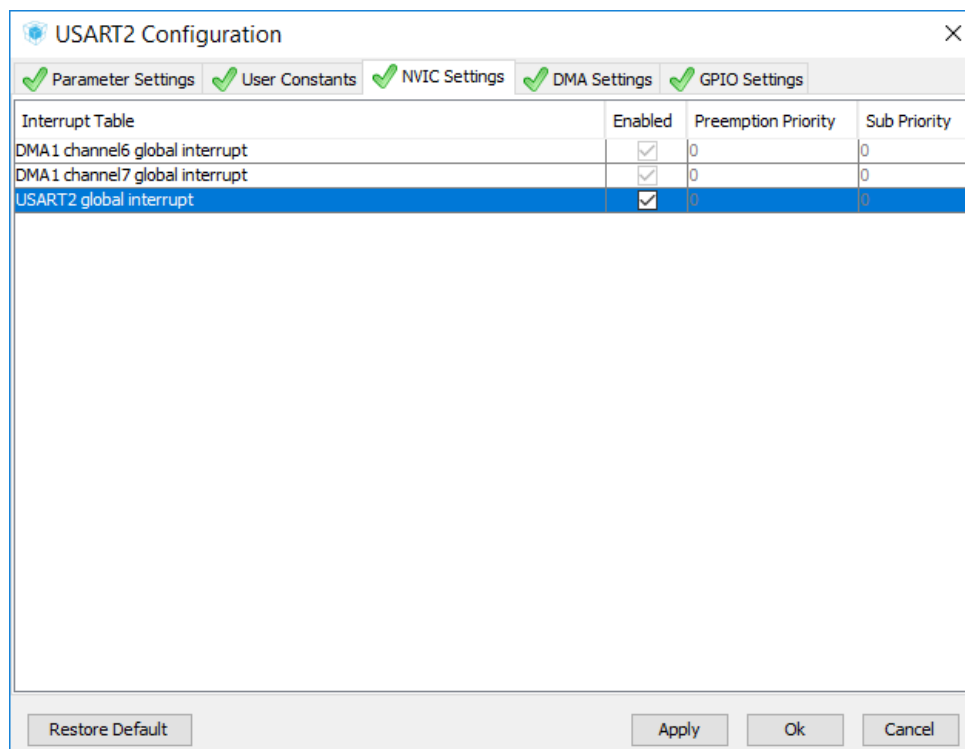 USART2 Configuration
Parameter Settings User Constants NVIC Settings DMA Settings GPIO Settings
Interrupt Table Enabled Preemption Priority Sub Priority
DMA1 channel6 global interrupt 0 0
DMA1 channel7 global interrupt 0 0
USART2 global interrupt 0 0
Restore Default Apply Ok Cancel